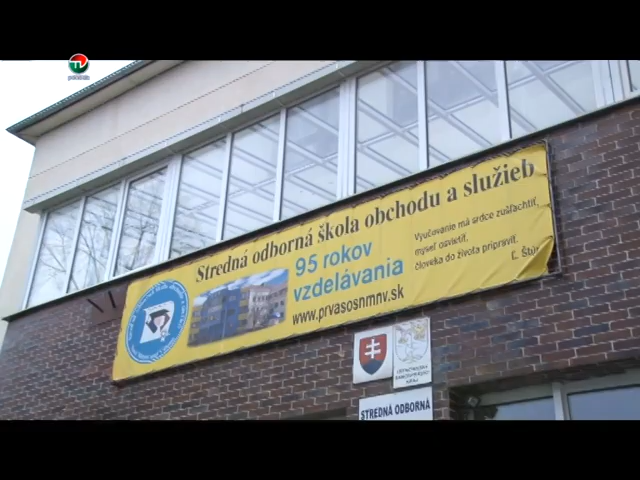 Stredná odborná škola obchodu a služieb
95 rokov
vzdelávania
www.prvasosnmnv.sk
Vyučovanie má srdce zušľachtiť,
myseľ osvietiť,
človeka do života pripraviť.
Ľ. Štúr
STREDNÁ ODBORNÁ